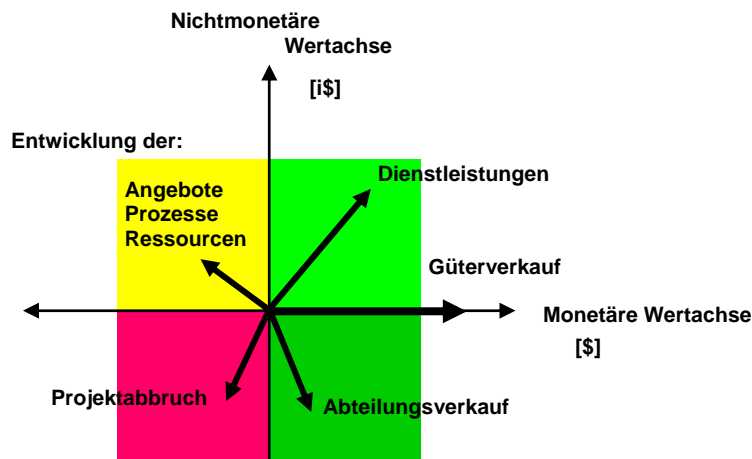 Nichtmonetäre
Wertachse
[i$]
Entwicklung der:
Angebote
Prozesse
Ressourcen
Dienstleistungen
Güterverkauf
Monetäre Wertachse
[$]
Projektabbruch
Abteilungsverkauf